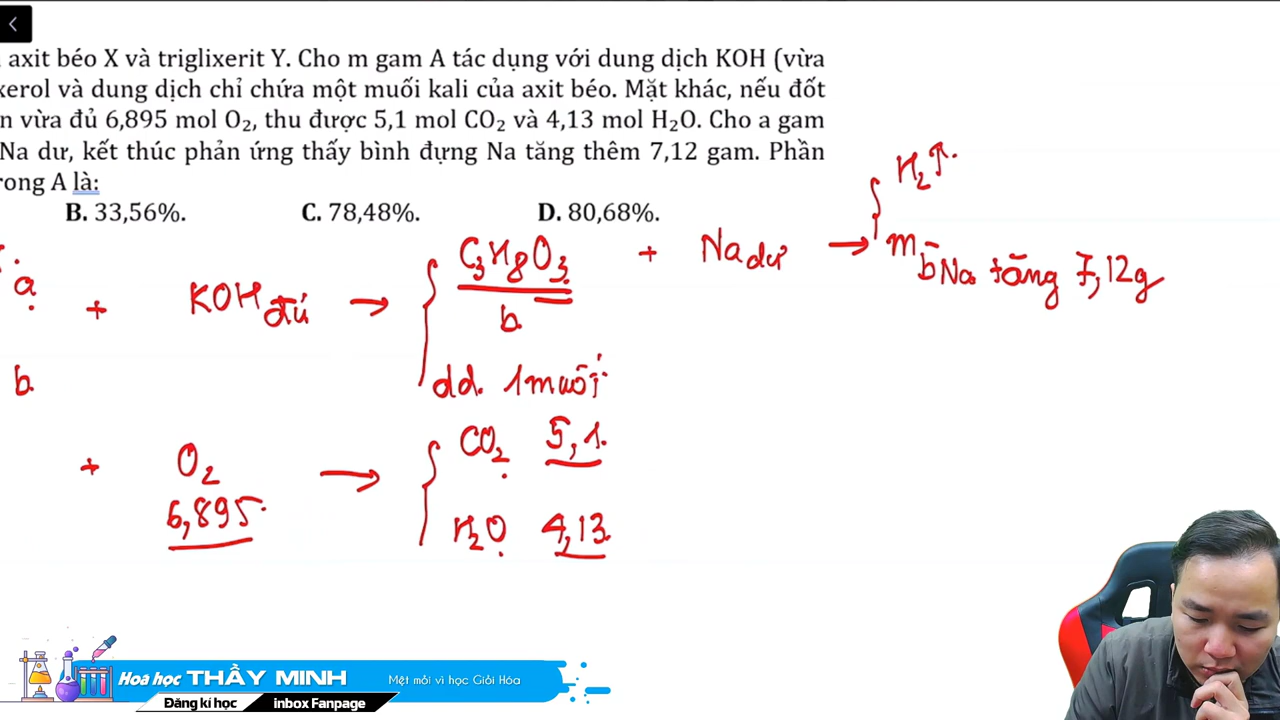 axit béo X và triglixerit Y. Cho m gam A tác dụng với dung dịch KOH (vừa
xerol và dung dịch chỉ chứa một muối kali của axit béo. Mặt khác, nếu đốt
n vừa đủ 6,895 mol O₂, thu được 5,1 mol CO₂ và 4,13 mol H₂O. Cho a gam
Na dư, kết thúc phản ứng thấy bình đựng Na tăng thêm 7,12 gam. Phần
rong A là:
B. 33,56%. C. 78,48%. D. 80,68%.
H₂↑.
a + KOH đủ → C₃H₈O₃ + Na dư → m bNa tăng 7,12g
b.
b. dd. 1 muối
+ O₂ → CO₂ 5,1.
6,895
H₂O 4,13.
Hoá học THẦY MINH
Mệt mỏi vì học Giỏi Hóa
Đăng kí học inbox Fanpage